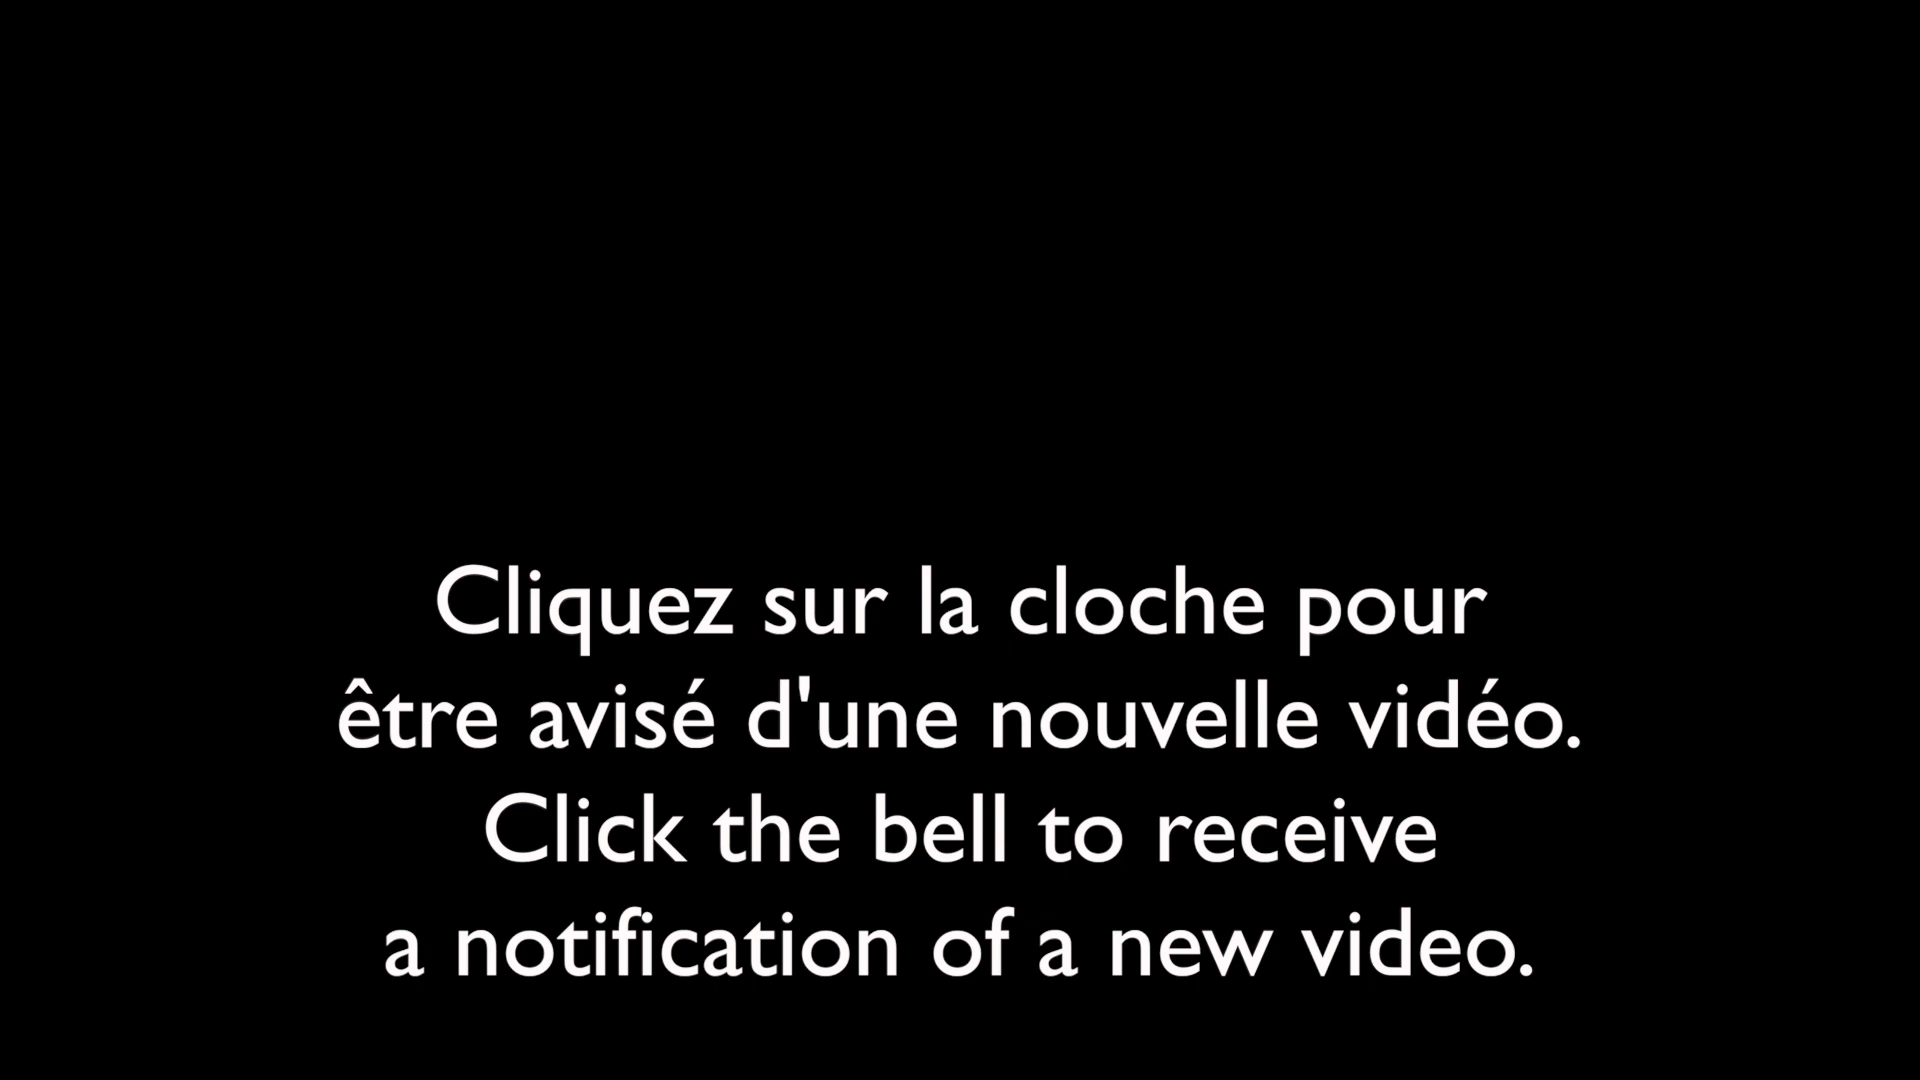 Cliquez sur la cloche pour
être avisé d'une nouvelle vidéo.
Click the bell to receive
a notification of a new video.